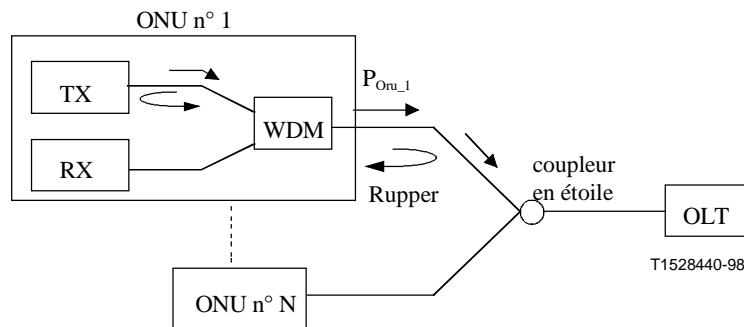 ONU n° 1
TX
RX
WDM
P_Oru_1
Rupper
coupleur
en étoile
OLT
T1528440-98
ONU n° N